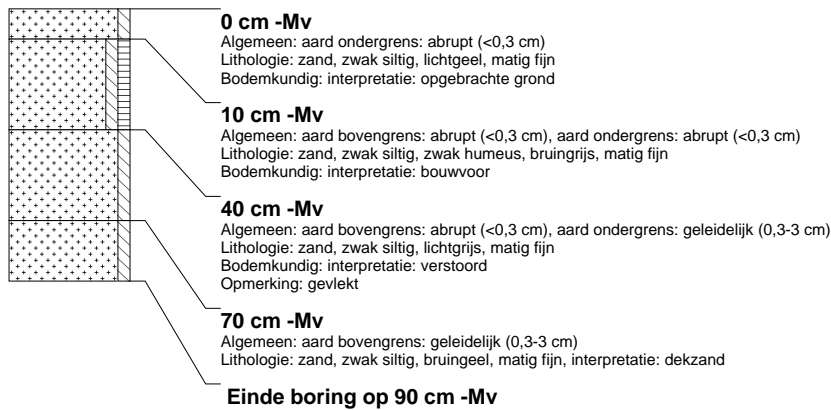 0 cm -Mv
Algemeen: aard ondergrens: abrupt (<0,3 cm)
Lithologie: zand, zwak siltig, lichtgeel, matig fijn
Bodemkundig: interpretatie: opgebrachte grond
10 cm -Mv
Algemeen: aard bovengrens: abrupt (<0,3 cm), aard ondergrens: abrupt (<0,3 cm)
Lithologie: zand, zwak siltig, zwak humeus, bruingrijs, matig fijn
Bodemkundig: interpretatie: bouwvoor
40 cm -Mv
Algemeen: aard bovengrens: abrupt (<0,3 cm), aard ondergrens: geleidelijk (0,3-3 cm)
Lithologie: zand, zwak siltig, lichtgrijs, matig fijn
Bodemkundig: interpretatie: verstoord
Opmerking: gevlekt
70 cm -Mv
Algemeen: aard bovengrens: geleidelijk (0,3-3 cm)
Lithologie: zand, zwak siltig, bruingeel, matig fijn, interpretatie: dekzand
Einde boring op 90 cm -Mv